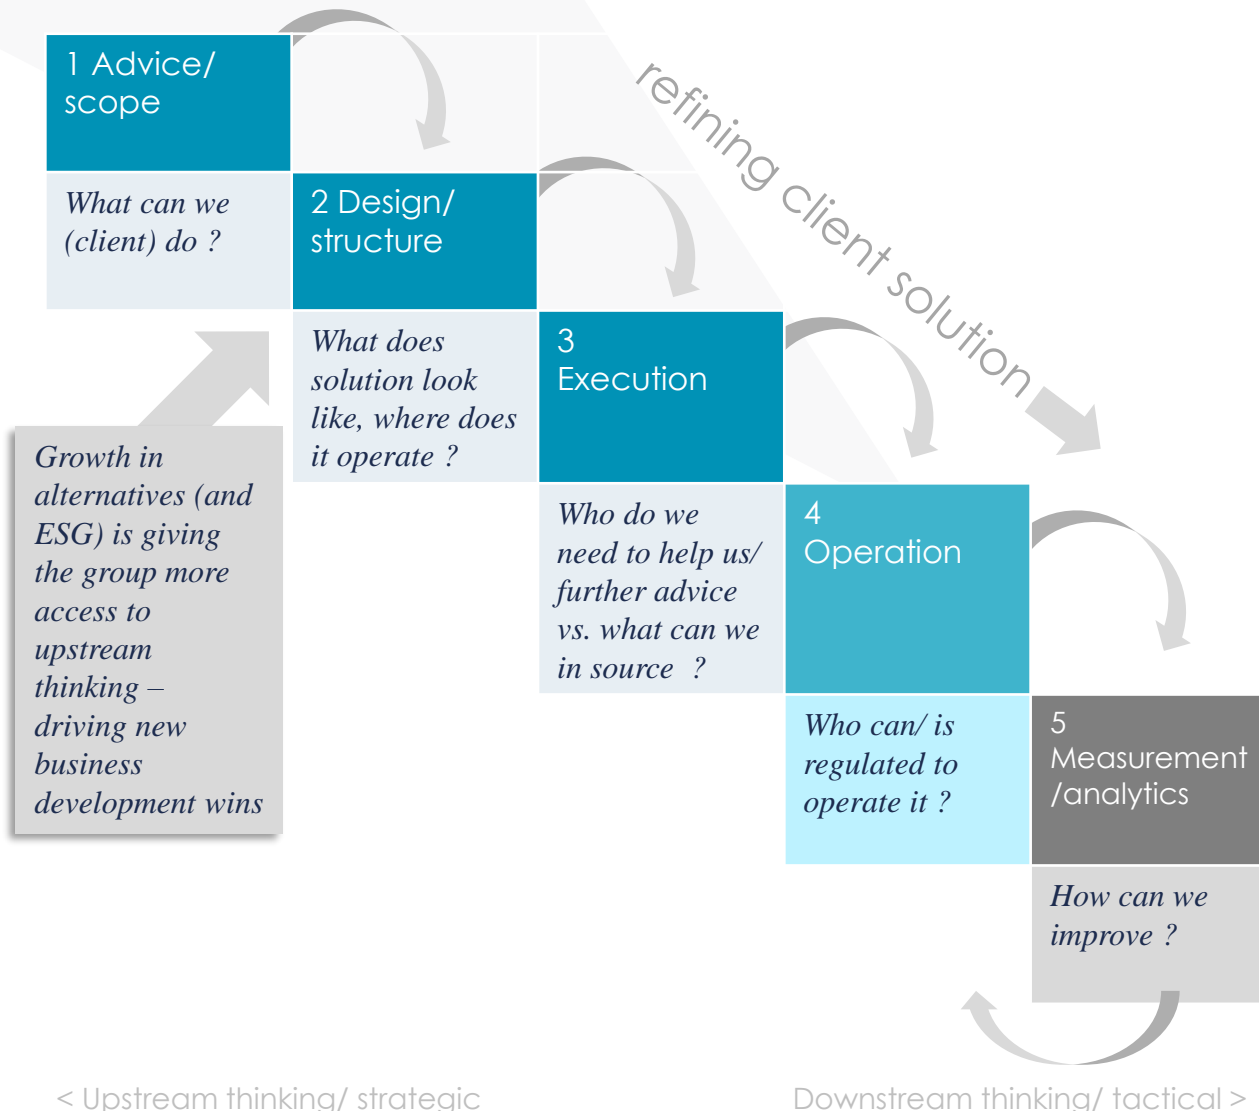 1 Advice/
scope
refining client solution
What can we
(client) do ?
2 Design/
structure
What does
solution look
like, where does
it operate ?
3
Execution
Growth in
alternatives (and
ESG) is giving
the group more
access to
upstream
thinking –
driving new
business
development wins
Who do we
need to help us/
further advice
vs. what can we
in source  ?
4
Operation
Who can/ is
regulated to
operate it ?
5
Measurement
/analytics
How can we
improve ?
< Upstream thinking/ strategic
Downstream thinking/ tactical >